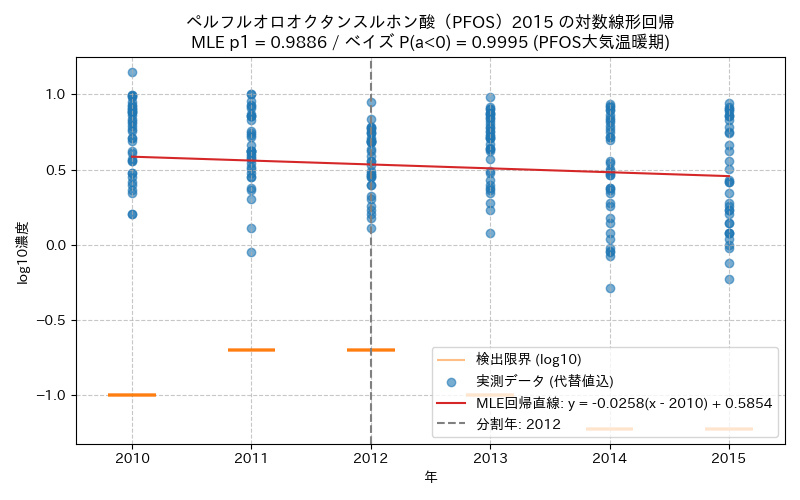 ペルフルオロオクタンスルホン酸（PFOS）2015 の対数線形回帰
MLE p1 = 0.9886 / ベイズ P(a<0) = 0.9995 (PFOS大気温暖期)
log10濃度
1.0
0.5
0.0
−0.5
−1.0
検出限界 (log10)
実測データ (代替値込)
MLE回帰直線: y = -0.0258(x - 2010) + 0.5854
分割年: 2012
2010 2011 2012 2013 2014 2015
年